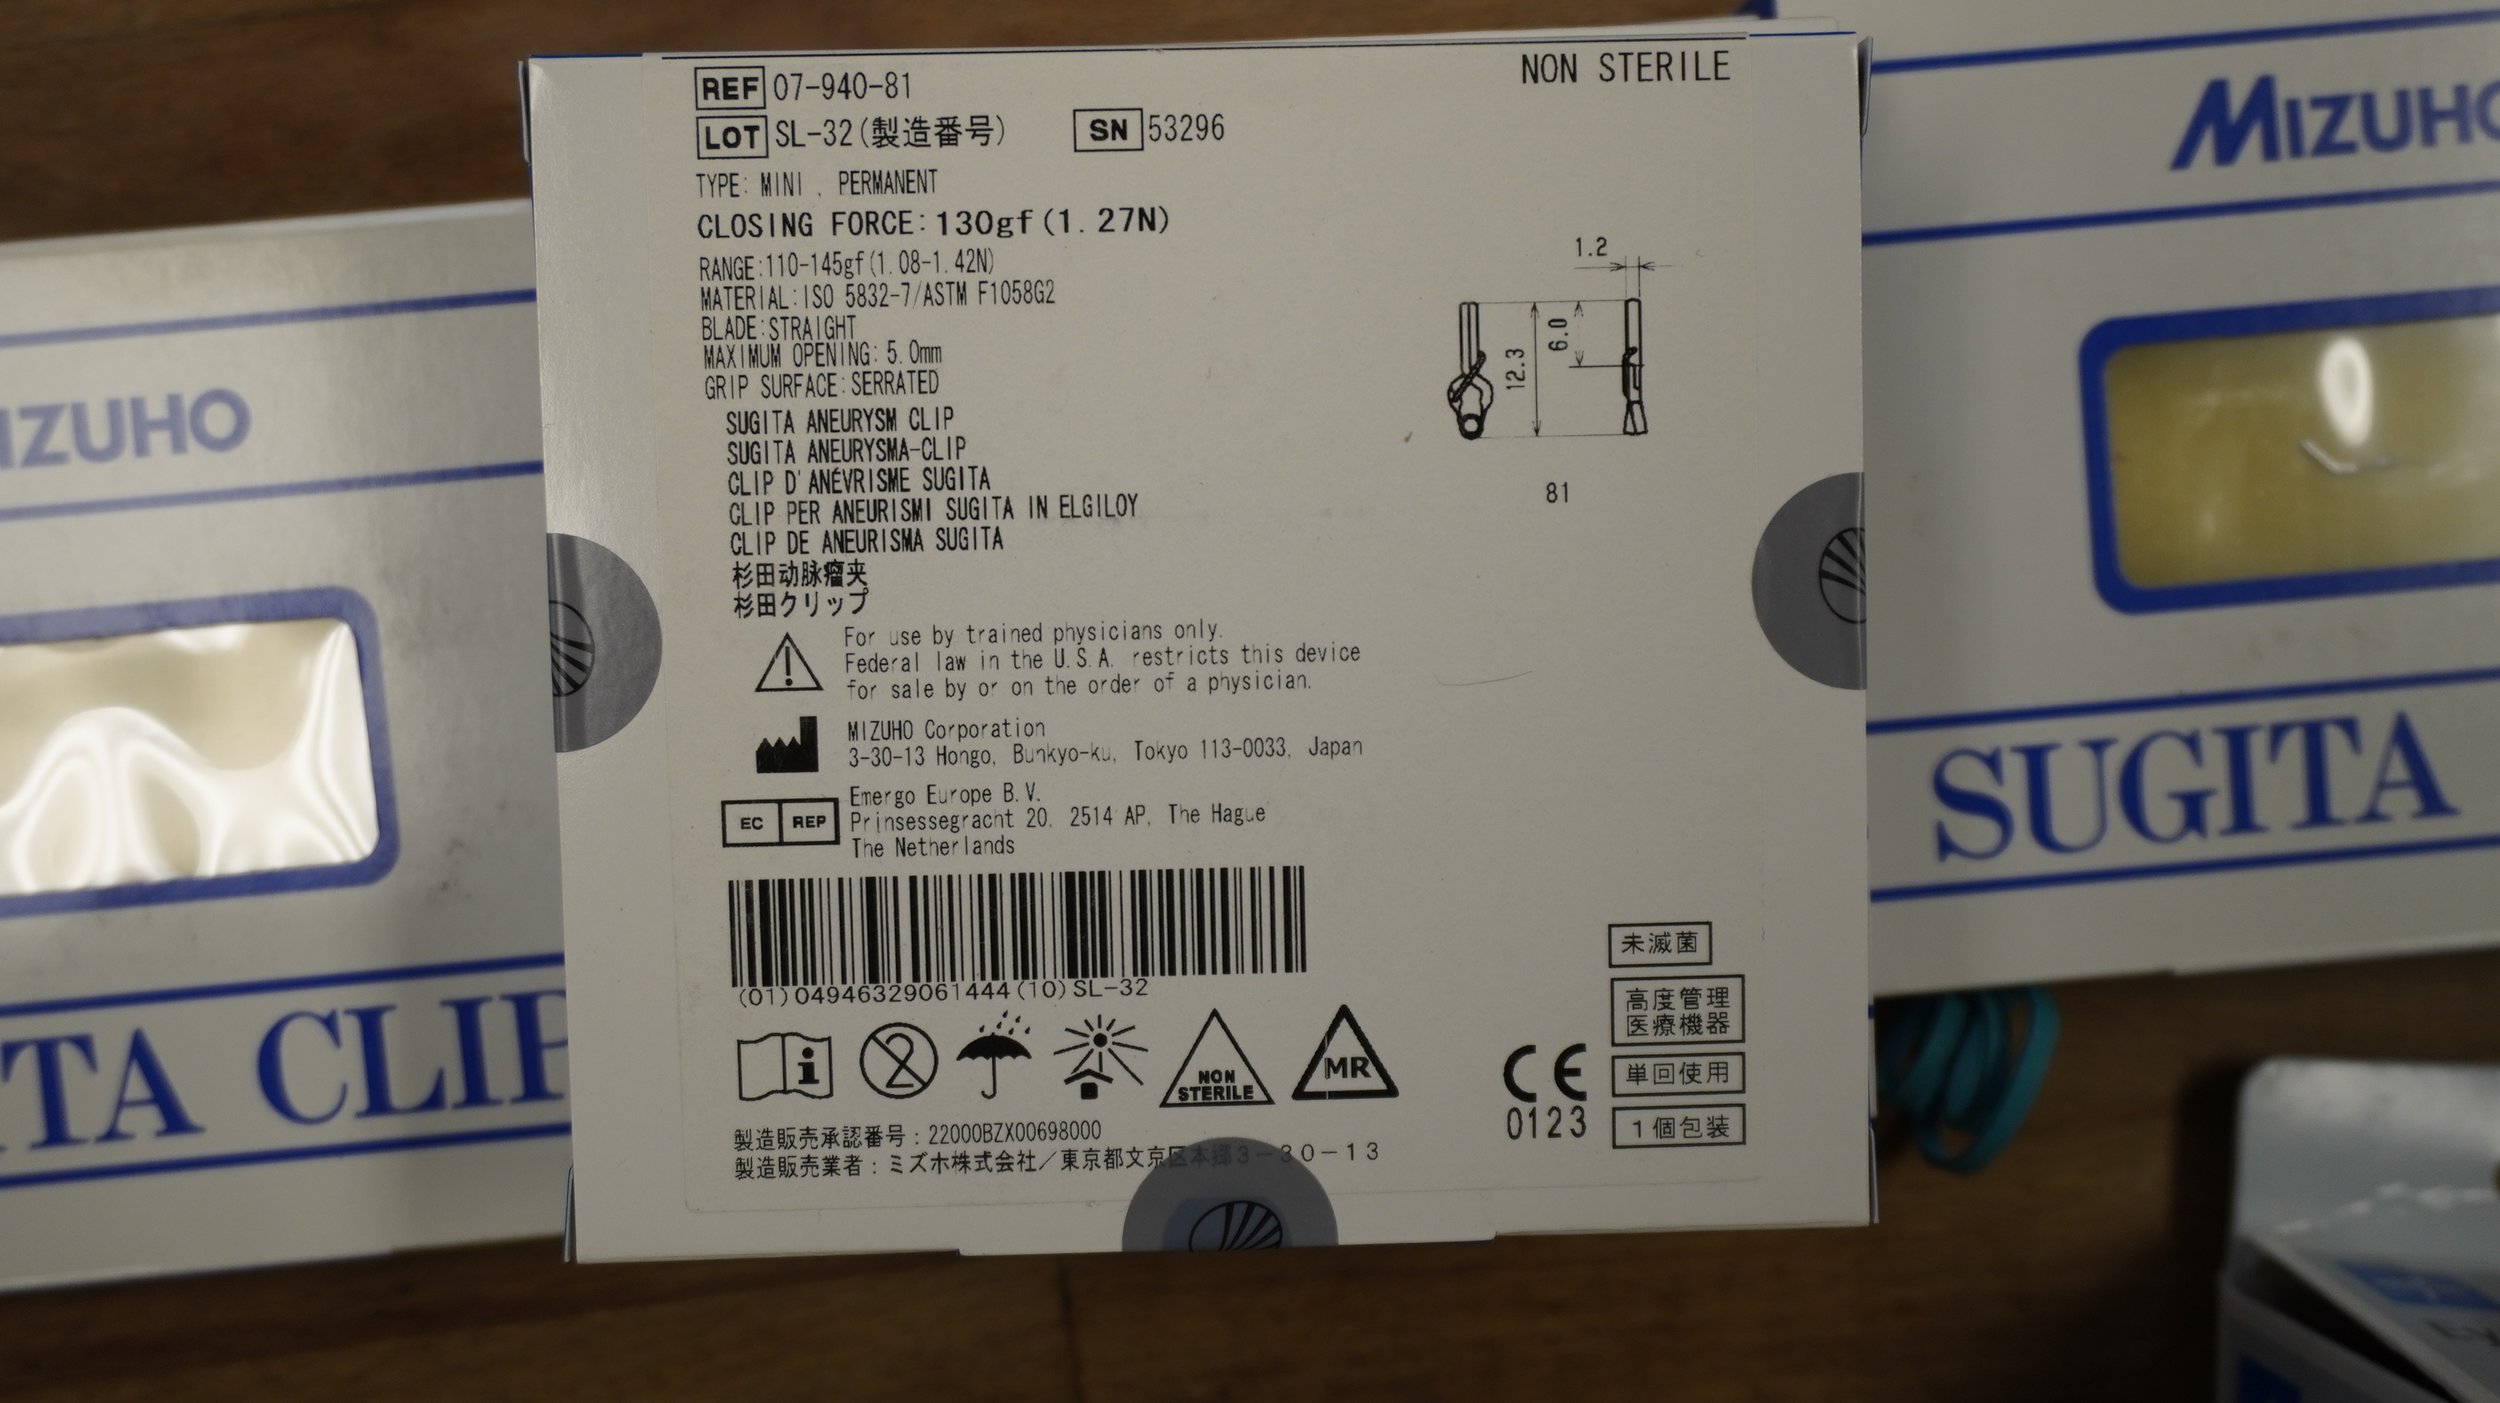 REF 07-940-81
NON STERILE
LOT SL-32(製造番号) SN 53296
TYPE: MINI , PERMANENT
CLOSING FORCE: 130gf (1.27N)
RANGE:110-145gf(1.08-1.42N)
MATERIAL:ISO 5832-7/ASTM F1058G2
BLADE:STRAIGHT
MAXIMUM OPENING: 5.0mm
GRIP SURFACE:SERRATED
SUGITA ANEURYSM CLIP
SUGITA ANEURYSMA-CLIP
CLIP D'ANÉVRISME SUGITA
CLIP PER ANEURISMI SUGITA IN ELGILOY
CLIP DE ANEURISMA SUGITA
杉田动脉瘤夹
杉田クリップ
1.2
6.0
12.3
81
For use by trained physicians only.
Federal law in the U.S.A. restricts this device
for sale by or on the order of a physician.
MIZUHO Corporation
3-30-13 Hongo, Bunkyo-ku, Tokyo 113-0033, Japan
EC REP
Emergo Europe B.V.
Prinsessegracht 20. 2514 AP, The Hague
The Netherlands
(01)04946329061444(10)SL-32
2
NON
STERILE
MR
CE
0123
未滅菌
高度管理
医療機器
単回使用
1個包装
製造販売承認番号：22000BZX00698000
製造販売業者：ミズホ株式会社／東京都文京区本郷3－30－13
IZUHO
ITA CLIP
MIZUHO
SUGITA